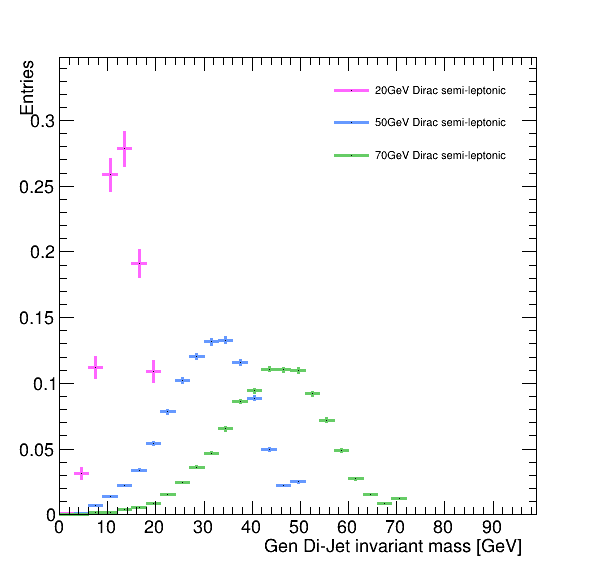 Entries
20GeV Dirac semi-leptonic
50GeV Dirac semi-leptonic
70GeV Dirac semi-leptonic
0.3
0.25
0.2
0.15
0.1
0.05
0
0 10 20 30 40 50 60 70 80 90
Gen Di-Jet invariant mass [GeV]